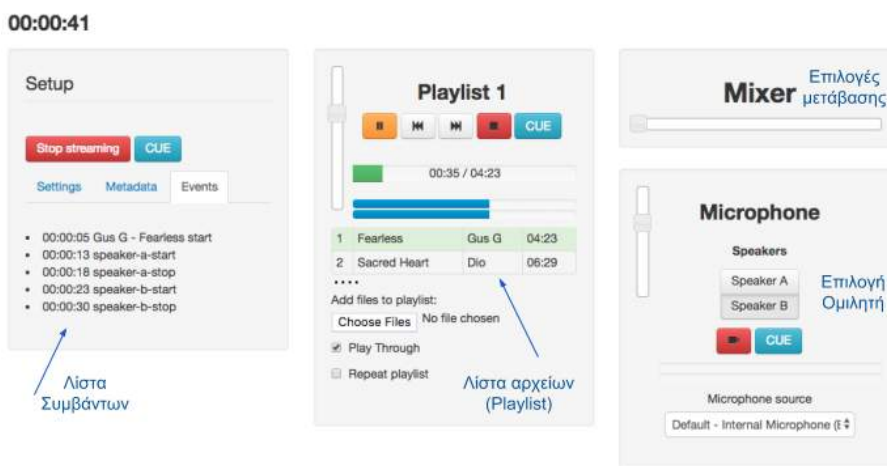 00:00:41
Setup
Stop streaming CUE
Settings Metadata Events
00:00:05 Gus G - Fearless start
00:00:13 speaker-a-start
00:00:18 speaker-a-stop
00:00:23 speaker-b-start
00:00:30 speaker-b-stop
Λίστα
Συμβάντων
Playlist 1
CUE
00:35 / 04:23
1 Fearless Gus G 04:23
2 Sacred Heart Dio 06:29
....
Add files to playlist:
Choose Files No file chosen
Play Through
Repeat playlist
Λίστα αρχείων
(Playlist)
Mixer
Επιλογές
μετάβασης
Microphone
Speakers
Speaker A
Speaker B
Επιλογή
Ομιλητή
CUE
Microphone source
Default - Internal Microphone (